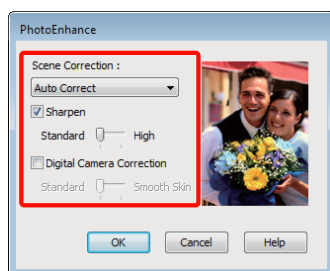 PhotoEnhance
Scene Correction :
Auto Correct
Sharpen
Standard High
Digital Camera Correction
Standard Smooth Skin
OK Cancel Help